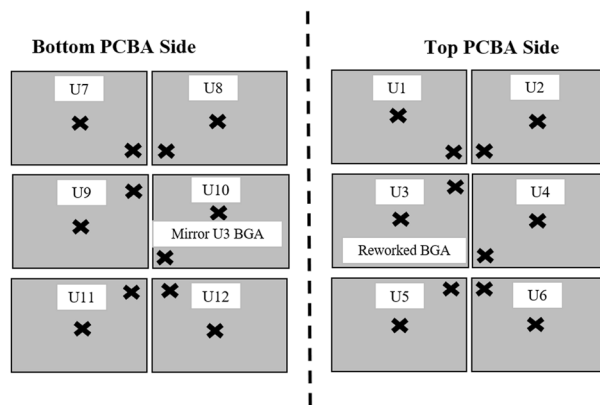 Bottom PCBA Side
Top PCBA Side
U7
U8
U1
U2
U9
U10
Mirror U3 BGA
U3
U4
Reworked BGA
U11
U12
U5
U6